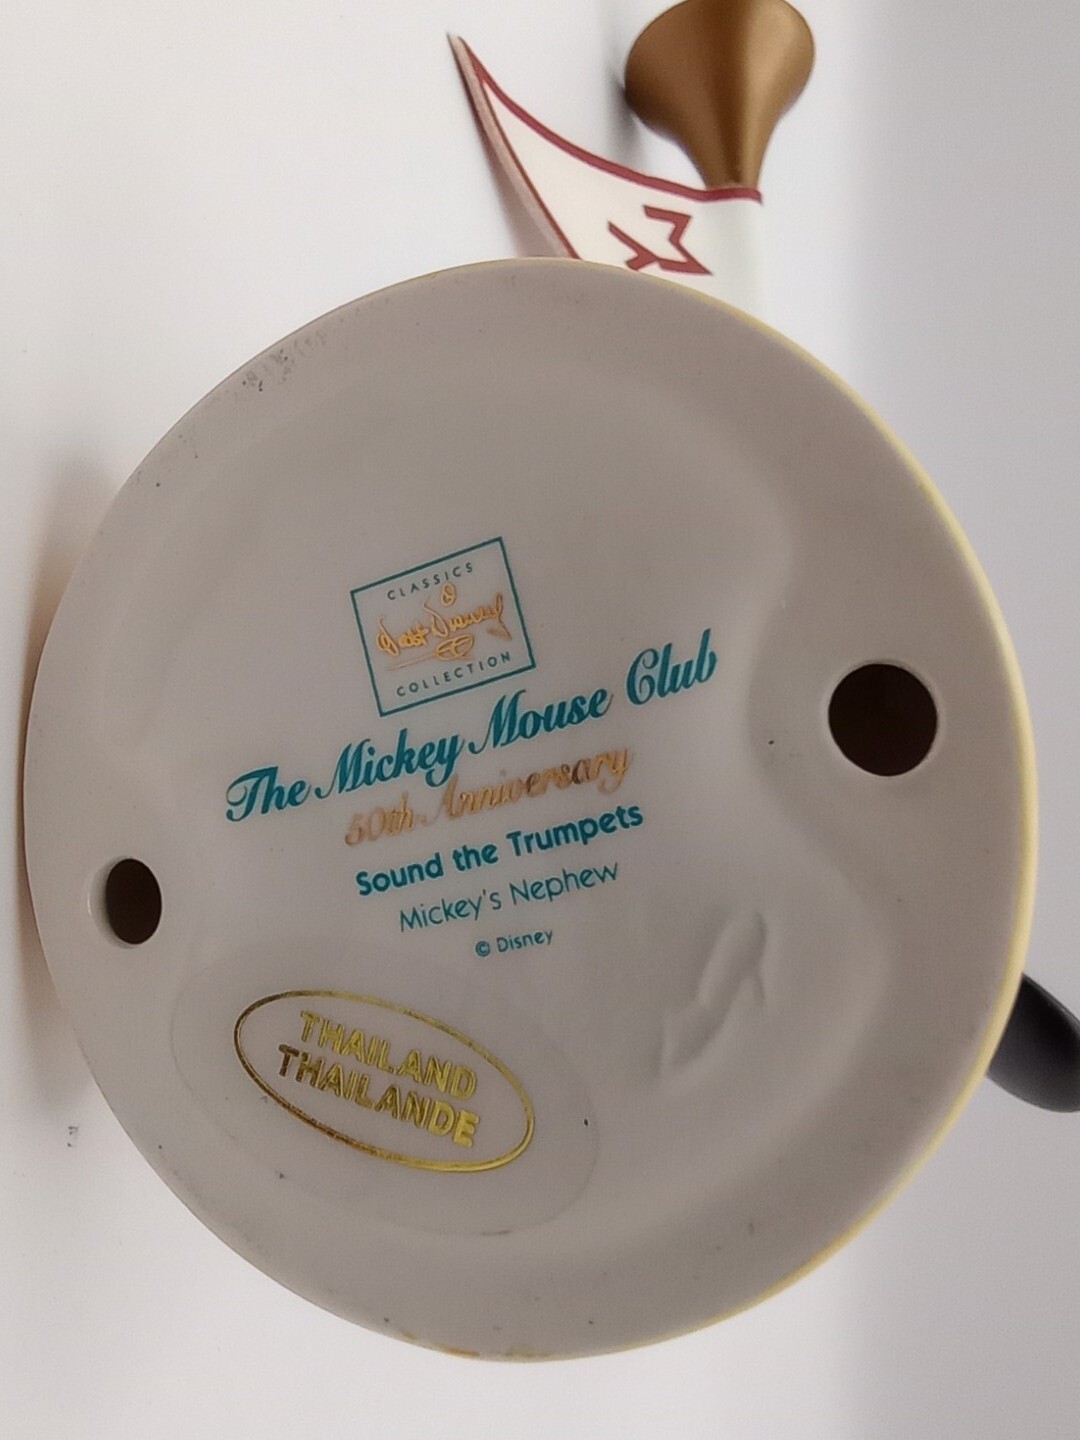 CLASSICS
Walt Disney
COLLECTION
The Mickey Mouse Club
50th Anniversary
Sound the Trumpets
Mickey's Nephew
© Disney
THAILAND
THAILANDE